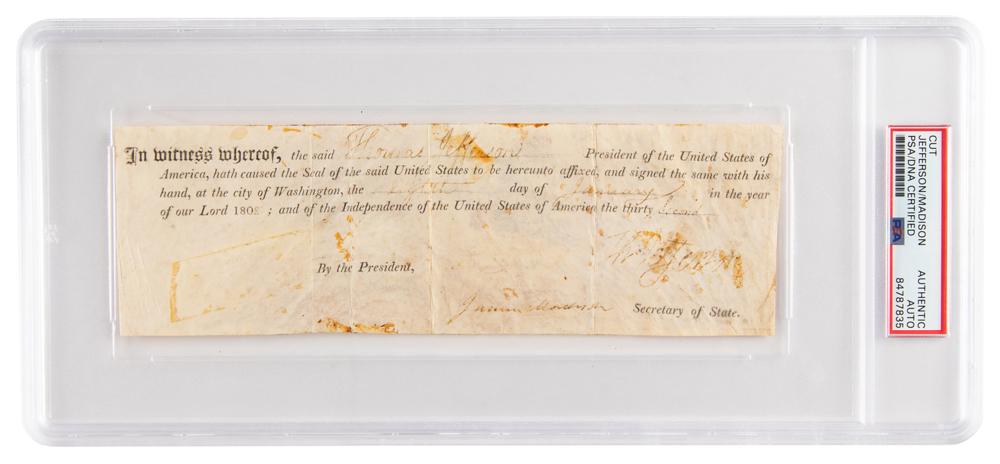 In witness whereof, the said Thomas Jefferson President of the United States of
America, hath caused the Seal of the said United States to be hereunto affixed, and signed the same with his
hand, at the city of Washington, the day of January in the year
of our Lord 180 ; and of the Independence of the United States of America the thirty second
Th Jefferson
By the President,
James Madison Secretary of State.
CUT
JEFFERSON/MADISON
PSA/DNA CERTIFIED
PSA
AUTHENTIC
AUTO
84787835